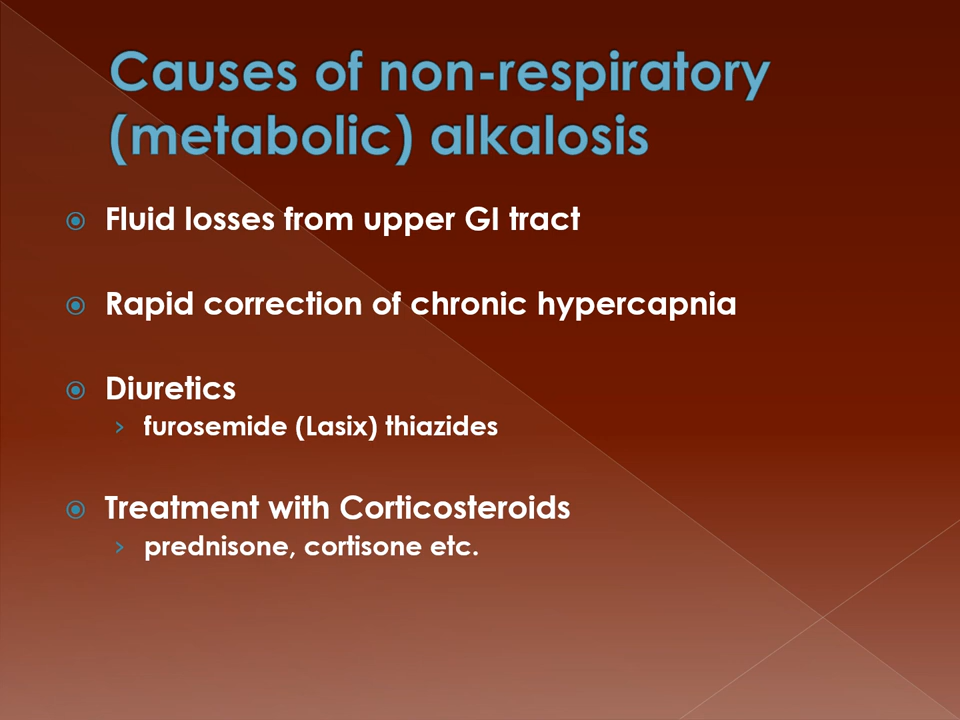 Causes of non-respiratory
(metabolic) alkalosis
Fluid losses from upper GI tract
Rapid correction of chronic hypercapnia
Diuretics
furosemide (Lasix) thiazides
Treatment with Corticosteroids
prednisone, cortisone etc.